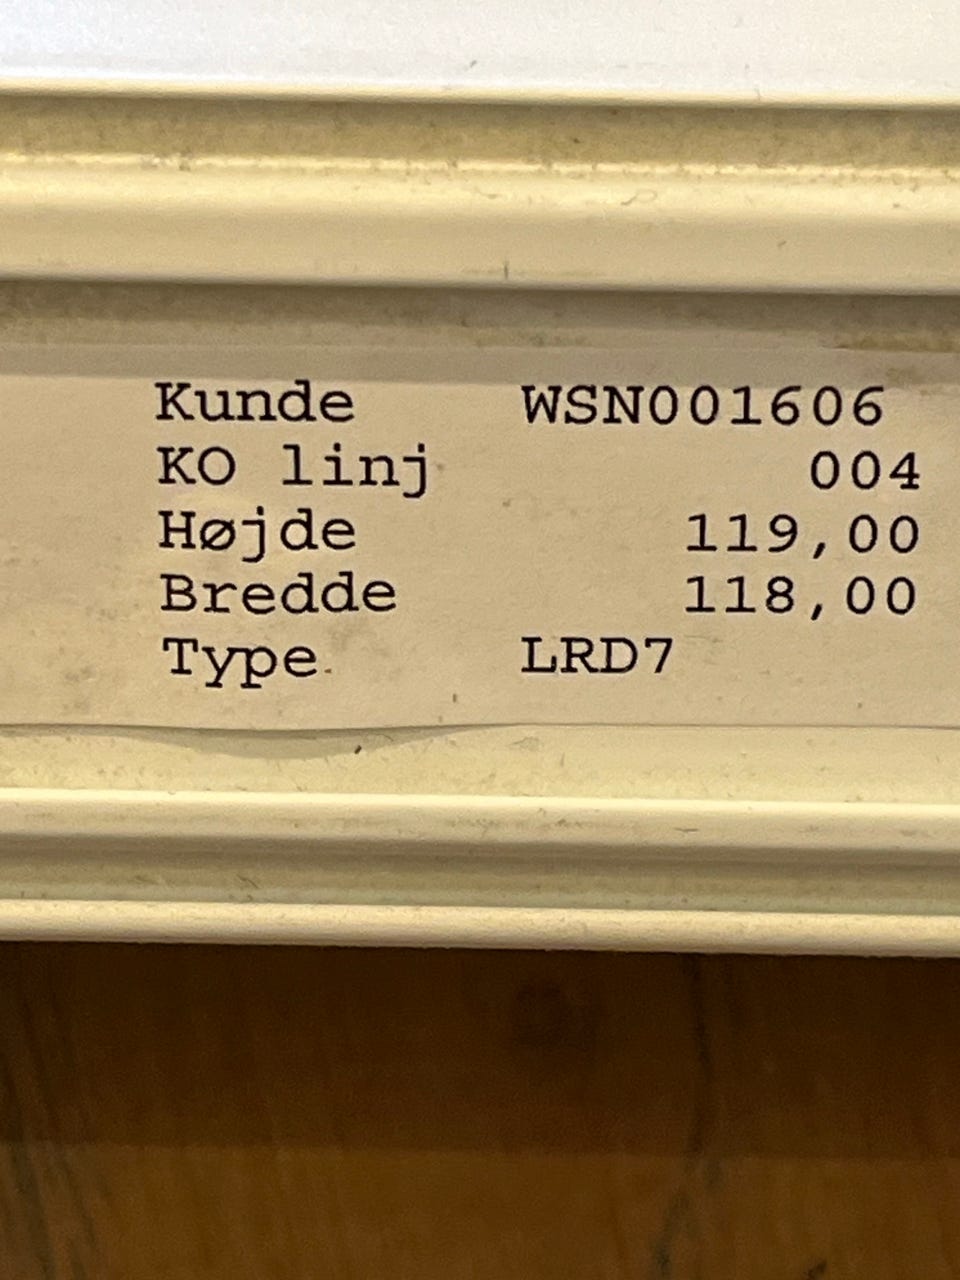 Kunde WSN001606
KO linj 004
Højde 119,00
Bredde 118,00
Type LRD7